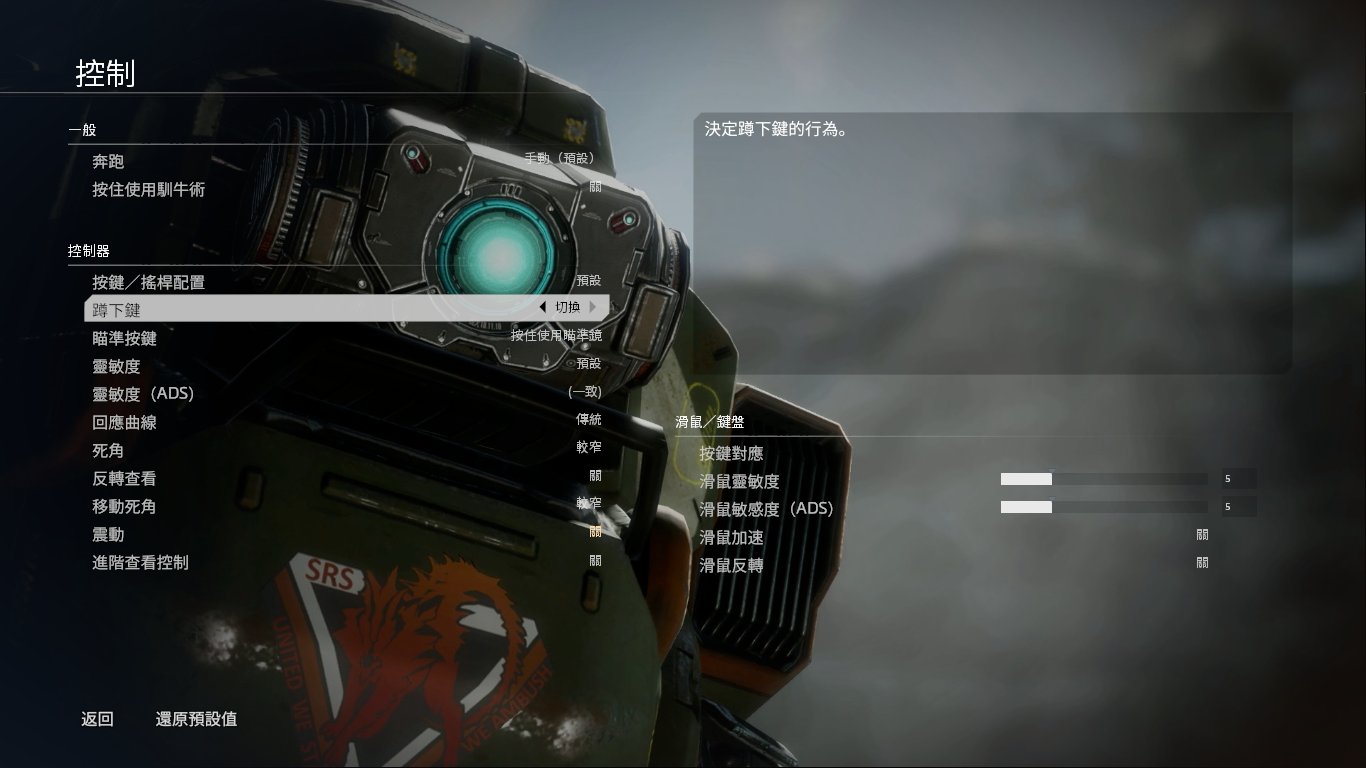 控制
一般
奔跑 手動（預設）
按住使用馴牛術 關
控制器
按鍵／搖桿配置 預設
蹲下鍵 切換
瞄準按鍵 按住使用瞄準鏡
靈敏度 預設
靈敏度（ADS） (一致)
回應曲線 傳統
死角 較窄
反轉查看 關
移動死角 較窄
震動 關
進階查看控制 關
決定蹲下鍵的行為。
滑鼠／鍵盤
按鍵對應
滑鼠靈敏度 5
滑鼠敏感度（ADS） 5
滑鼠加速 關
滑鼠反轉 關
SRS
UNITED WE ST
WE AMBUSH
返回 還原預設值